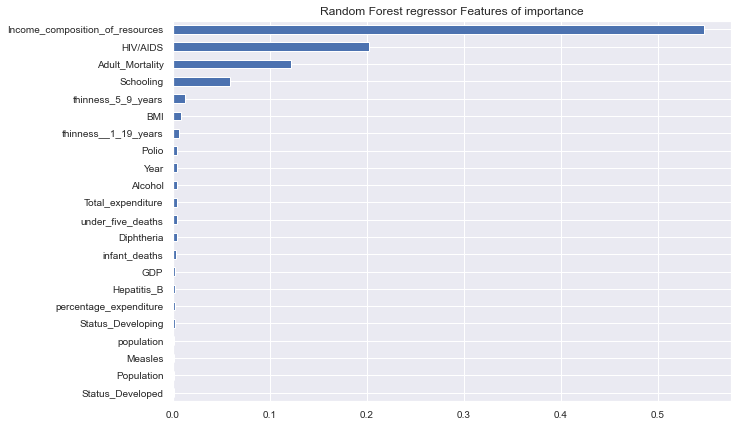 Random Forest regressor Features of importance
Income_composition_of_resources
HIV/AIDS
Adult_Mortality
Schooling
thinness_5_9_years
BMI
thinness__1_19_years
Polio
Year
Alcohol
Total_expenditure
under_five_deaths
Diphtheria
infant_deaths
GDP
Hepatitis_B
percentage_expenditure
Status_Developing
population
Measles
Population
Status_Developed
0.0 0.1 0.2 0.3 0.4 0.5